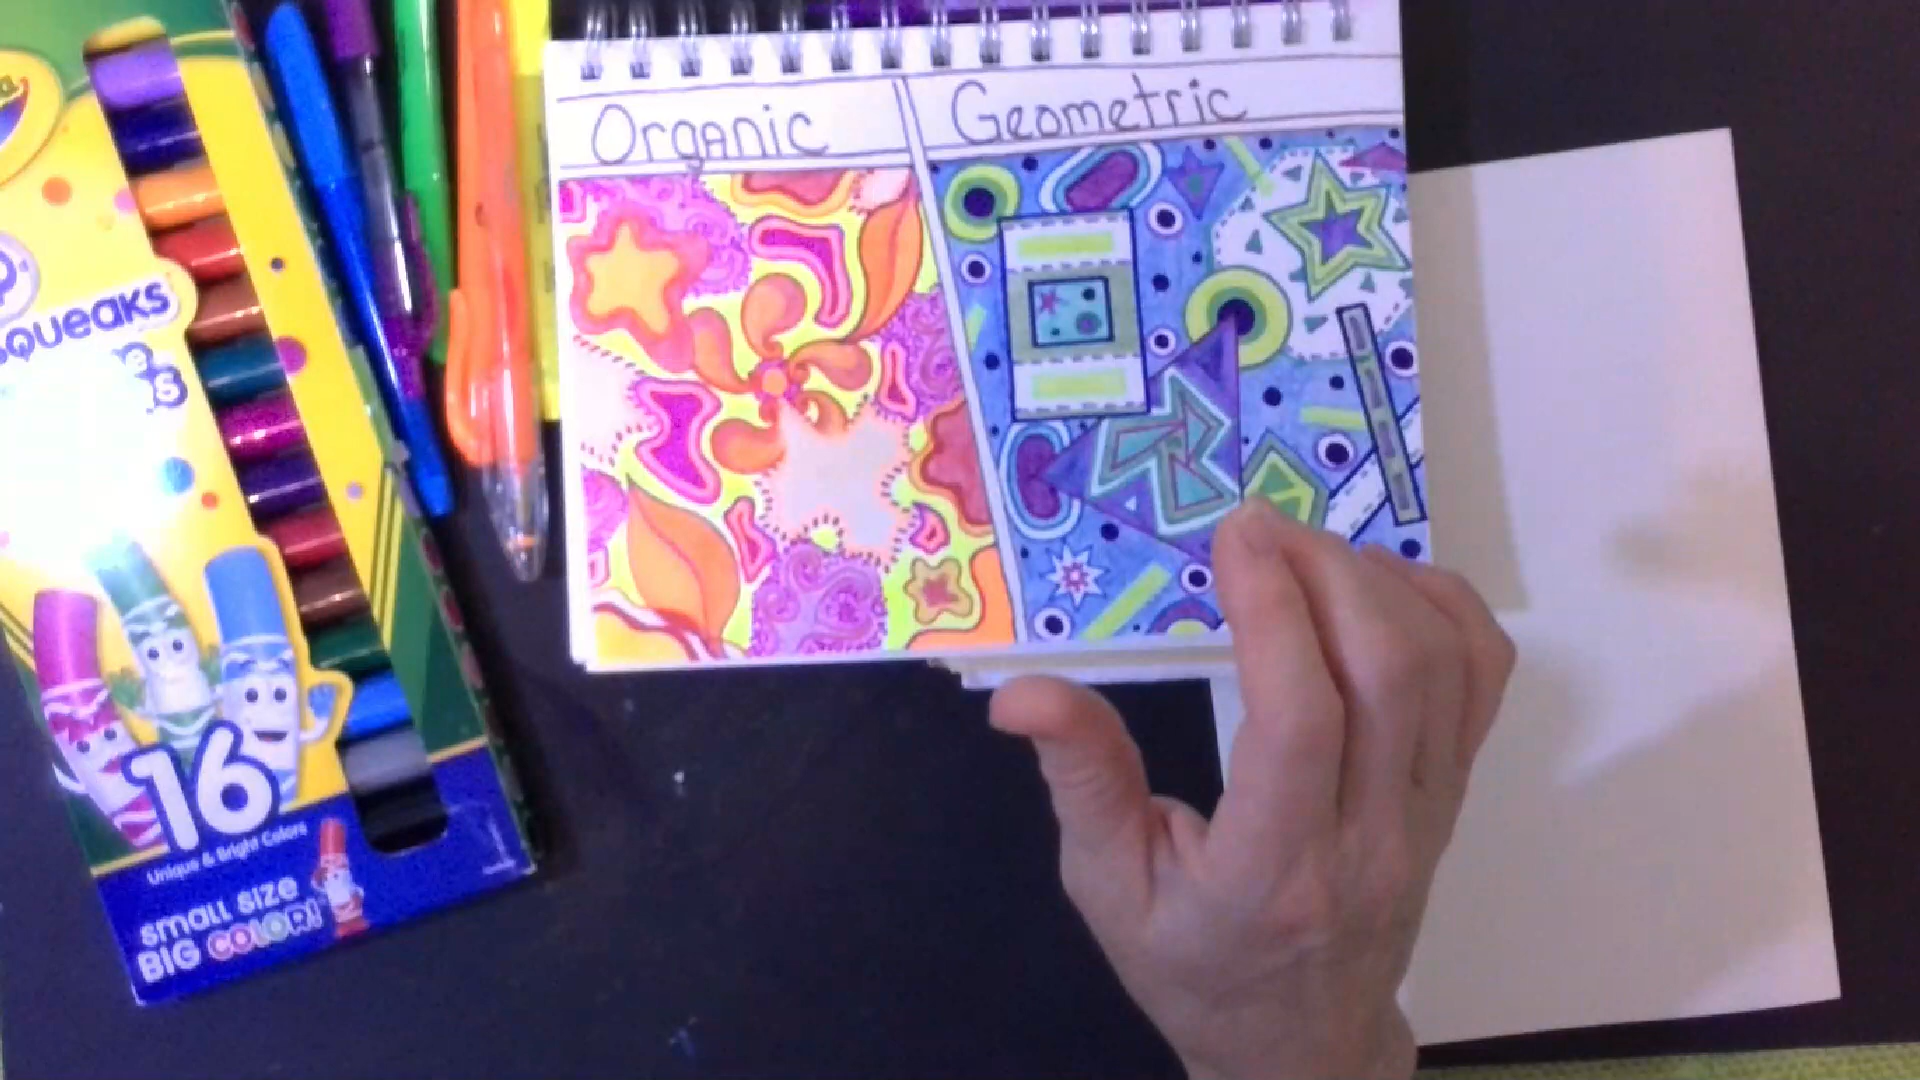 Organic
Geometric
SQUEAKS
16
Unique & Bright Colors
small size
BIG COLOR!